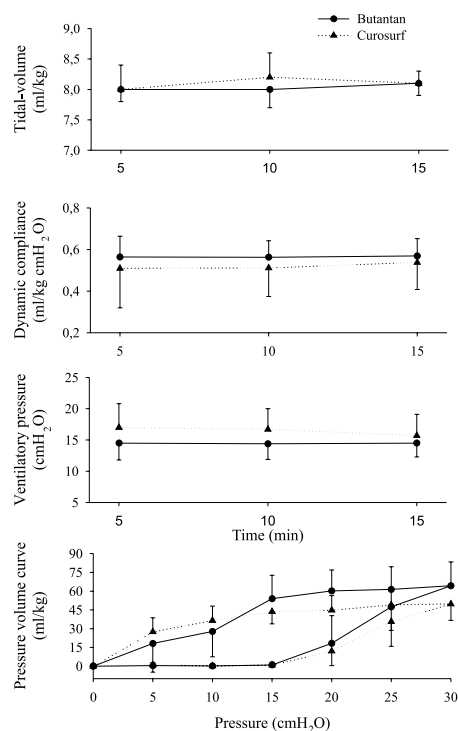 Butantan
Curosurf
Tidal-volume
(ml/kg)
9,0
8,5
8,0
7,5
7,0
5 10 15
Dynamic compliance
(ml/kg cmH2O)
0,8
0,6
0,4
0,2
5 10 15
Ventilatory pressure
(cmH2O)
25
20
15
10
5
5 10 15
Time (min)
Pressure volume curve
(ml/kg)
90
75
60
45
30
15
0
0 5 10 15 20 25 30
Pressure (cmH2O)